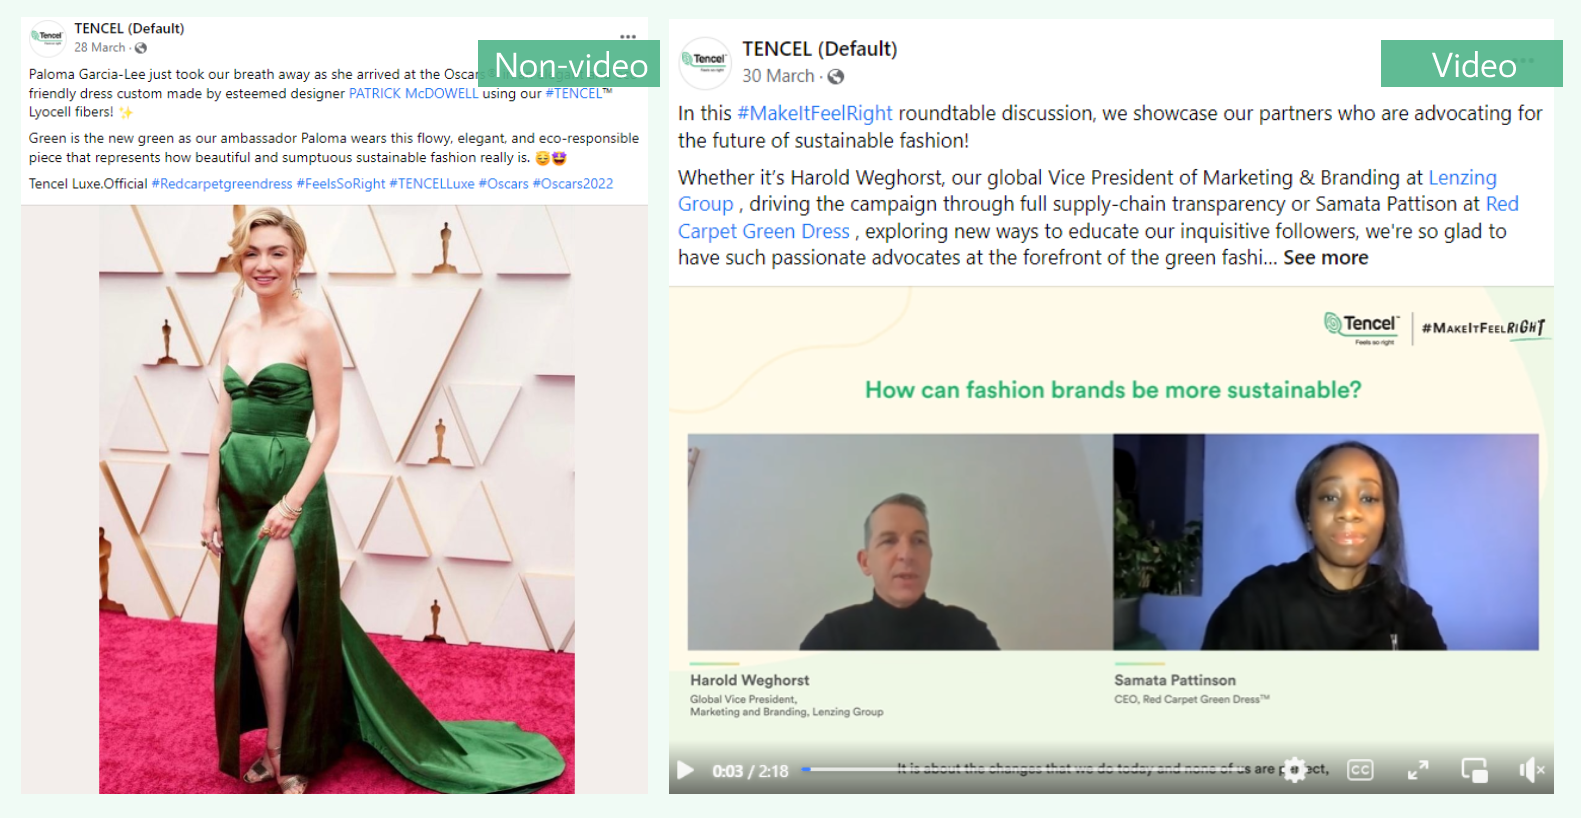 Tencel
Feels so right
TENCEL (Default)
28 March ·
Non-video
Paloma Garcia-Lee just took our breath away as she arrived at the Oscars
friendly dress custom made by esteemed designer PATRICK McDOWELL using our #TENCEL™
Lyocell fibers! ✨
Green is the new green as our ambassador Paloma wears this flowy, elegant, and eco-responsible
piece that represents how beautiful and sumptuous sustainable fashion really is. 😌🤩
Tencel Luxe.Official #Redcarpetgreendress #FeelsSoRight #TENCELLuxe #Oscars #Oscars2022
Tencel™
Feels so right
TENCEL (Default)
30 March ·
Video
In this #MakeItFeelRight roundtable discussion, we showcase our partners who are advocating for
the future of sustainable fashion!
Whether it’s Harold Weghorst, our global Vice President of Marketing & Branding at Lenzing
Group , driving the campaign through full supply-chain transparency or Samata Pattison at Red
Carpet Green Dress , exploring new ways to educate our inquisitive followers, we're so glad to
have such passionate advocates at the forefront of the green fashi... See more
Tencel™
Feels so right
#MAKEITFEELRiGHT
How can fashion brands be more sustainable?
Harold Weghorst
Global Vice President,
Marketing and Branding, Lenzing Group
Samata Pattinson
CEO, Red Carpet Green Dress™
It is about the changes that we do today and none of us are
0:03 / 2:18
CC